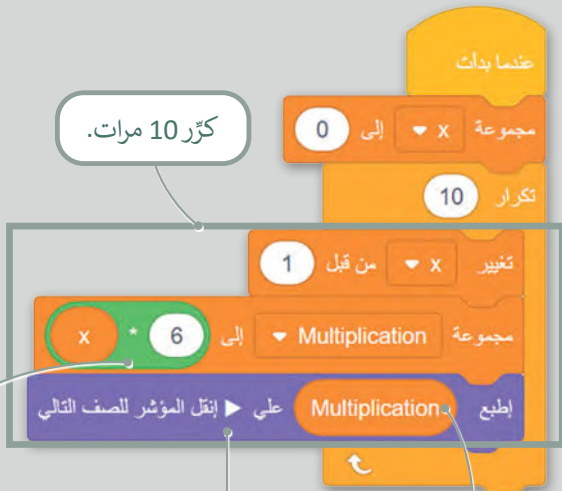 عندما بدأت
مجموعة x إلى 0
كرِّر 10 مرات.
تكرار 10
تغيير x من قبل 1
مجموعة Multiplication إلى 6 * x
إطبع Multiplication علي ◀ إنقل المؤشر للصف التالي